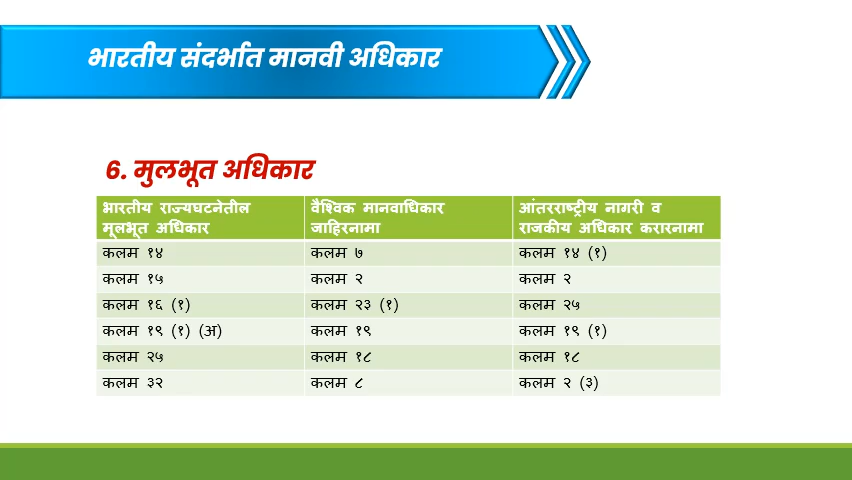 भारतीय संदर्भात मानवी अधिकार
6. मुलभूत अधिकार
भारतीय राज्यघटनेतील मूलभूत अधिकार
वैश्विक मानवाधिकार जाहिरनामा
आंतरराष्ट्रीय नागरी व राजकीय अधिकार करारनामा
कलम १४ कलम ७ कलम १४ (१)
कलम १५ कलम २ कलम २
कलम १६ (१) कलम २३ (१) कलम २५
कलम १९ (१) (अ) कलम १९ कलम १९ (१)
कलम २५ कलम १८ कलम १८
कलम ३२ कलम ८ कलम २ (३)